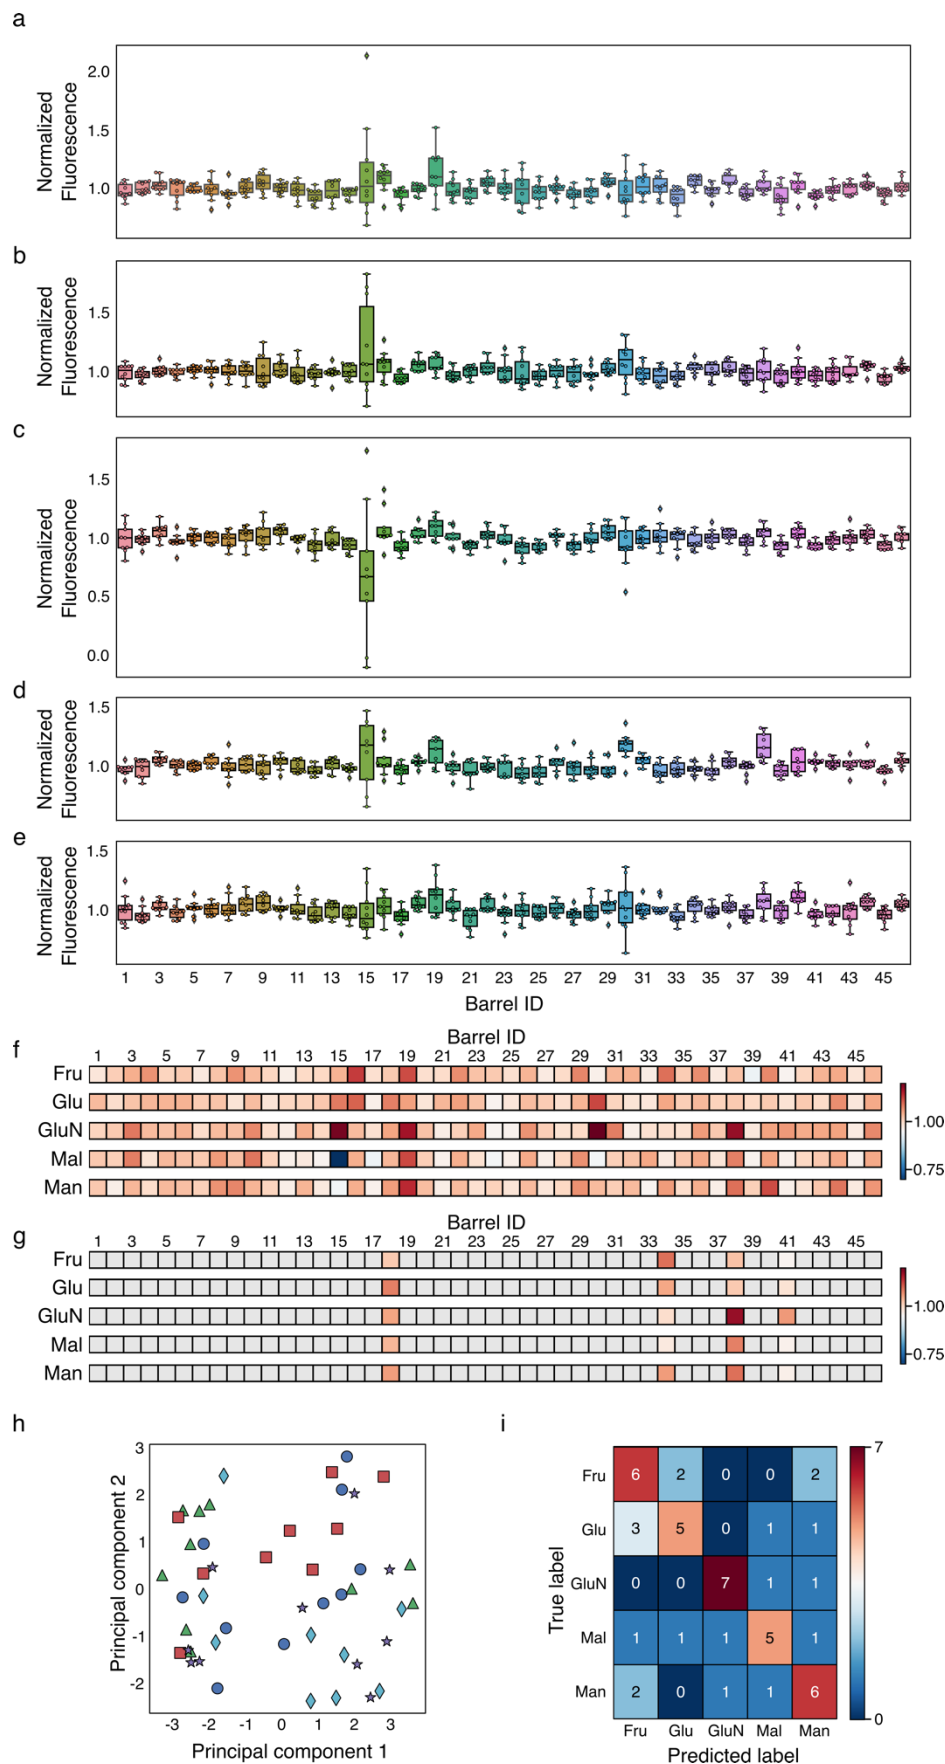 a
Normalized
Fluorescence
2.0
1.5
1.0
b
Normalized
Fluorescence
1.5
1.0
c
Normalized
Fluorescence
1.5
1.0
0.5
0.0
d
Normalized
Fluorescence
1.5
1.0
e
Normalized
Fluorescence
1.5
1.0
1 3 5 7 9 11 13 15 17 19 21 23 25 27 29 31 33 35 37 39 41 43 45
Barrel ID
f
Barrel ID
1 3 5 7 9 11 13 15 17 19 21 23 25 27 29 31 33 35 37 39 41 43 45
Fru
Glu
GluN
Mal
Man
1.00
0.75
g
Barrel ID
1 3 5 7 9 11 13 15 17 19 21 23 25 27 29 31 33 35 37 39 41 43 45
Fru
Glu
GluN
Mal
Man
1.00
0.75
h
Principal component 2
3
2
1
0
-1
-2
-3 -2 -1 0 1 2 3
Principal component 1
i
True label
Fru 6 2 0 0 2
Glu 3 5 0 1 1
GluN 0 0 7 1 1
Mal 1 1 1 5 1
Man 2 0 1 1 6
Fru Glu GluN Mal Man
Predicted label
7
0